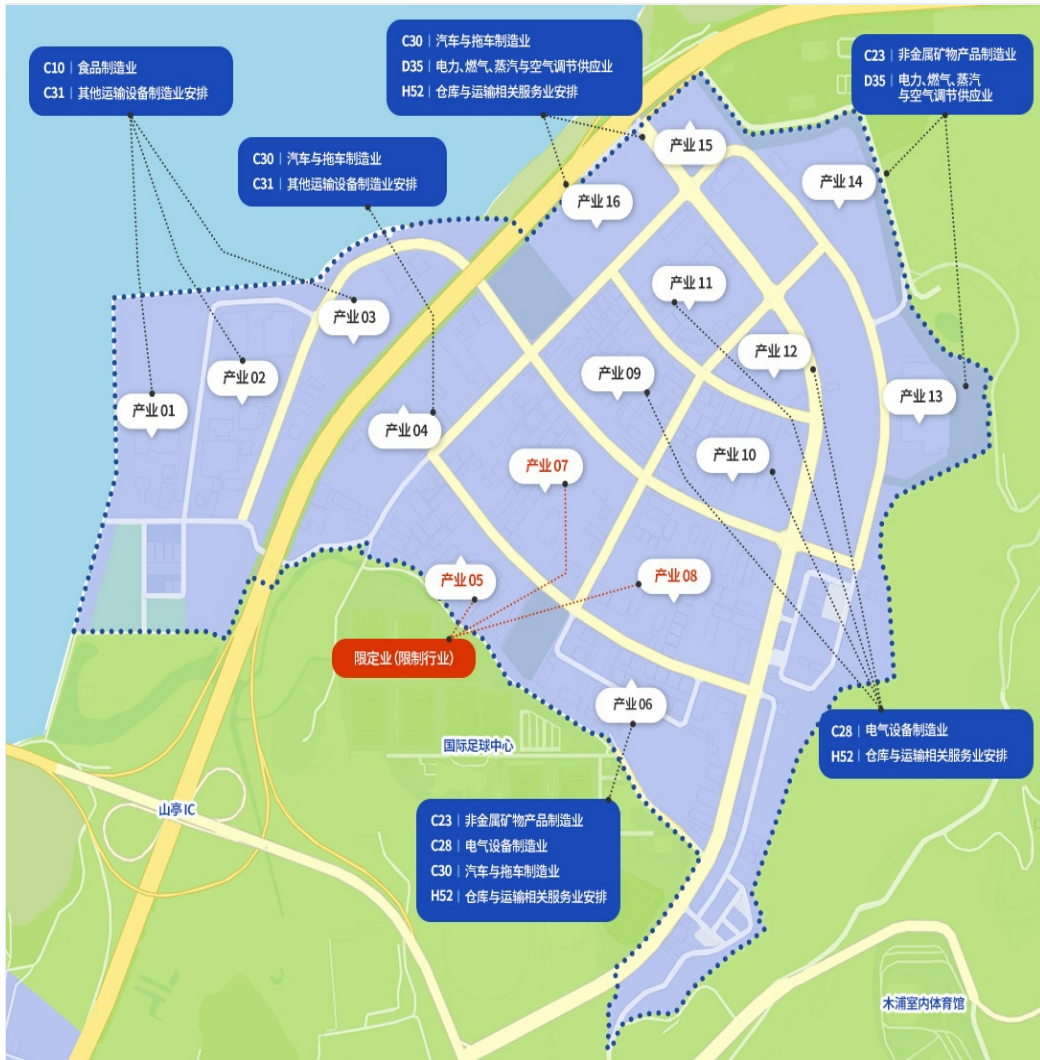 C10 | 食品制造业
C31 | 其他运输设备制造业安排
C30 | 汽车与拖车制造业
D35 | 电力、燃气、蒸汽与空气调节供应业
H52 | 仓库与运输相关服务业安排
C23 | 非金属矿物产品制造业
D35 | 电力、燃气、蒸汽
与空气调节供应业
C30 | 汽车与拖车制造业
C31 | 其他运输设备制造业安排
产业 15
产业 14
产业 16
产业 11
产业 03
产业 12
产业 02
产业 09
产业 01
产业 13
产业 04
产业 10
产业 07
产业 05
产业 08
限定业(限制行业)
产业 06
C28 | 电气设备制造业
H52 | 仓库与运输相关服务业安排
国际足球中心
山亭 IC
C23 | 非金属矿物产品制造业
C28 | 电气设备制造业
C30 | 汽车与拖车制造业
H52 | 仓库与运输相关服务业安排
木浦室内体育馆